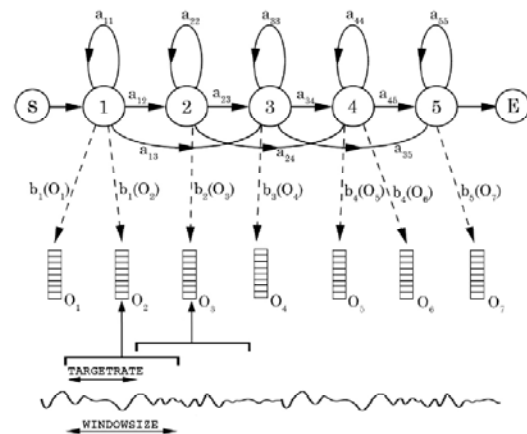 a₁₁ a₂₂ a₃₃ a₄₄ a₅₅
S 1 a₁₂ 2 a₂₃ 3 a₃₄ 4 a₄₅ 5 E
a₁₃ a₂₄ a₃₅
b₁(O₁) b₁(O₂) b₂(O₃) b₃(O₄) b₄(O₅) b₄(O₆) b₅(O₇)
O₁ O₂ O₃ O₄ O₅ O₆ O₇
TARGETRATE
WINDOWSIZE